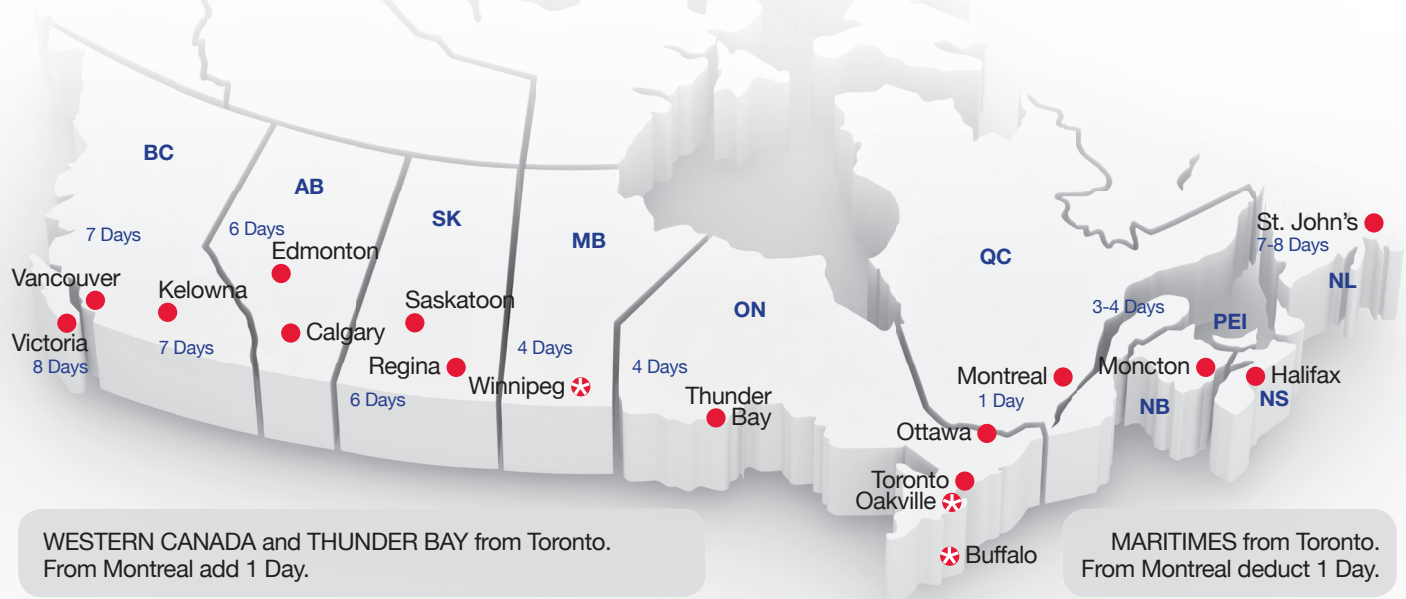 BC
AB
SK
MB
ON
QC
PEI
NB
NS
NL
7 Days
Vancouver
Victoria
8 Days
Kelowna
7 Days
6 Days
Edmonton
Calgary
Saskatoon
Regina
6 Days
4 Days
Winnipeg
4 Days
Thunder
Bay
Montreal
1 Day
Ottawa
Toronto
Oakville
Buffalo
3-4 Days
Moncton
Halifax
St. John's
7-8 Days
WESTERN CANADA and THUNDER BAY from Toronto.
From Montreal add 1 Day.
MARITIMES from Toronto.
From Montreal deduct 1 Day.